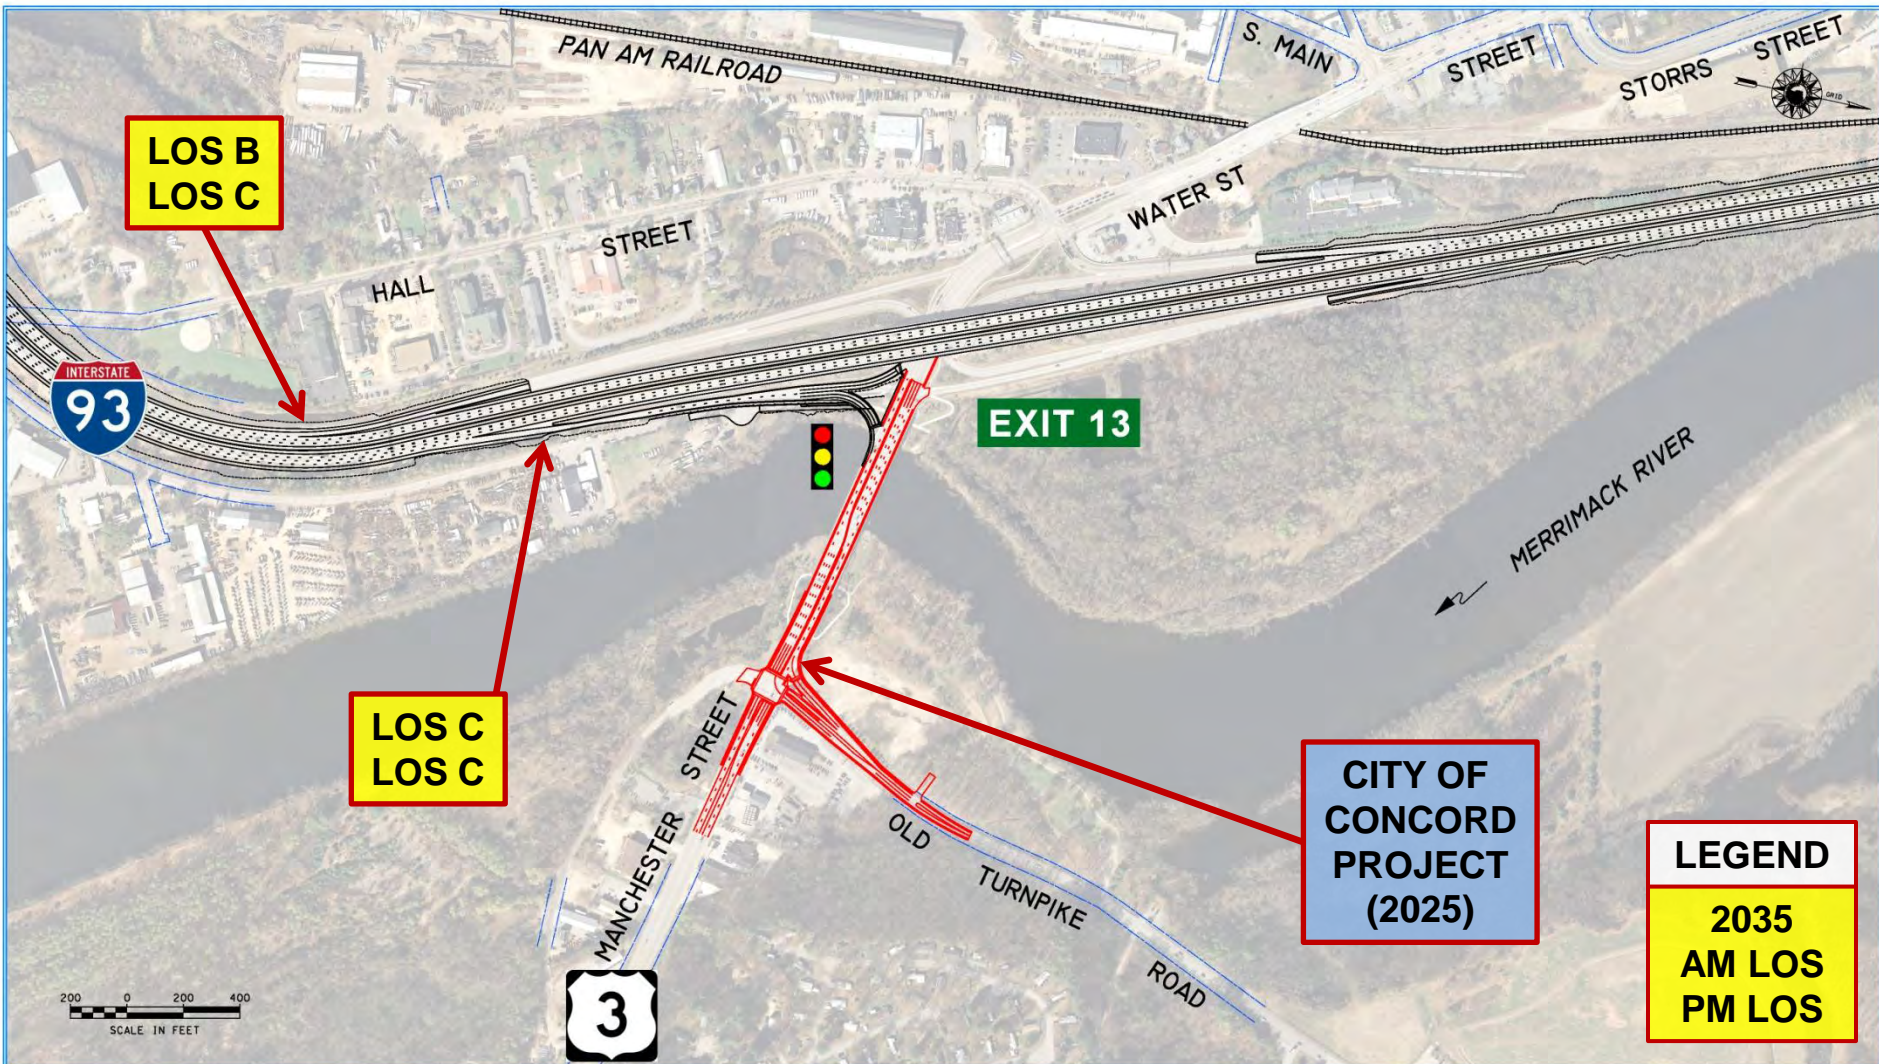 PAN AM RAILROAD
S. MAIN
STREET
STORRS
STREET
GRID
LOS B
LOS C
WATER ST
HALL
STREET
INTERSTATE
93
EXIT 13
MERRIMACK RIVER
LOS C
LOS C
MANCHESTER
STREET
OLD
TURNPIKE
ROAD
CITY OF
CONCORD
PROJECT
(2025)
LEGEND
2035
AM LOS
PM LOS
3
200 0 200 400
SCALE IN FEET